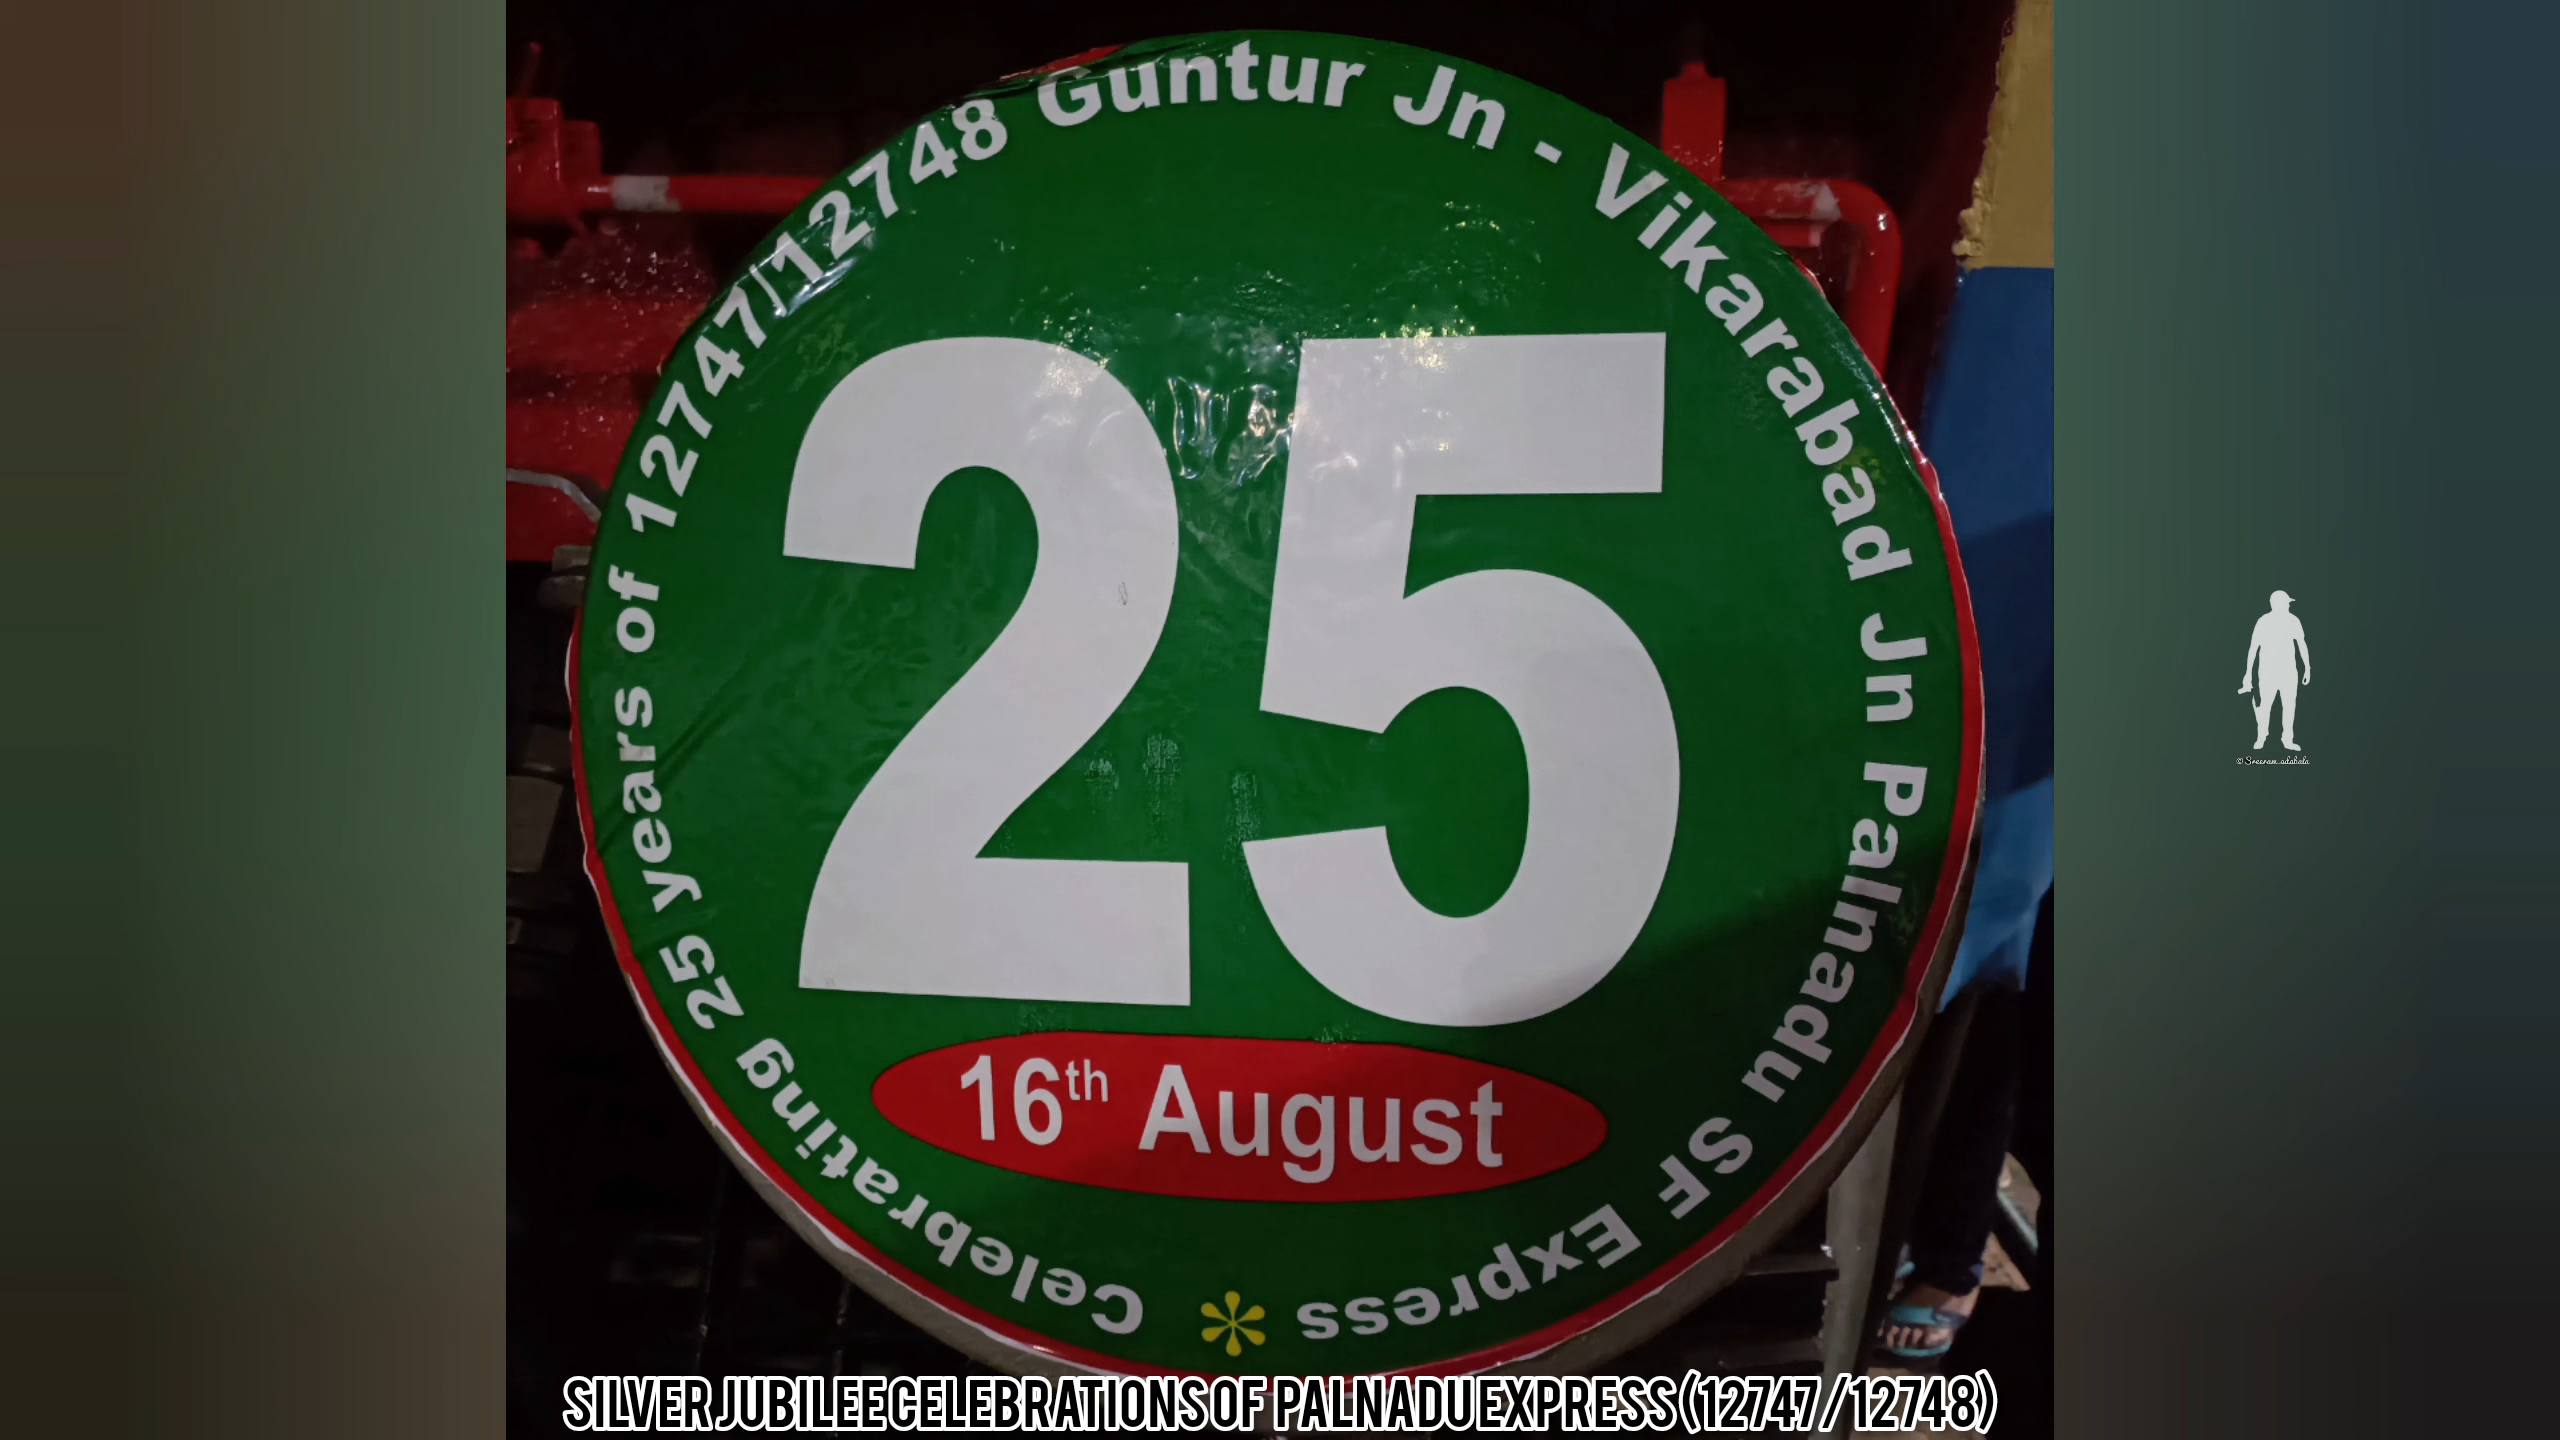 Celebrating 25 years of 12747/12748 Guntur Jn - Vikarabad Jn Palnadu SF Express
25
16th August
SILVER JUBILEE CELEBRATIONS OF PALNADU EXPRESS (12747/12748)
© Sreeram_adabala